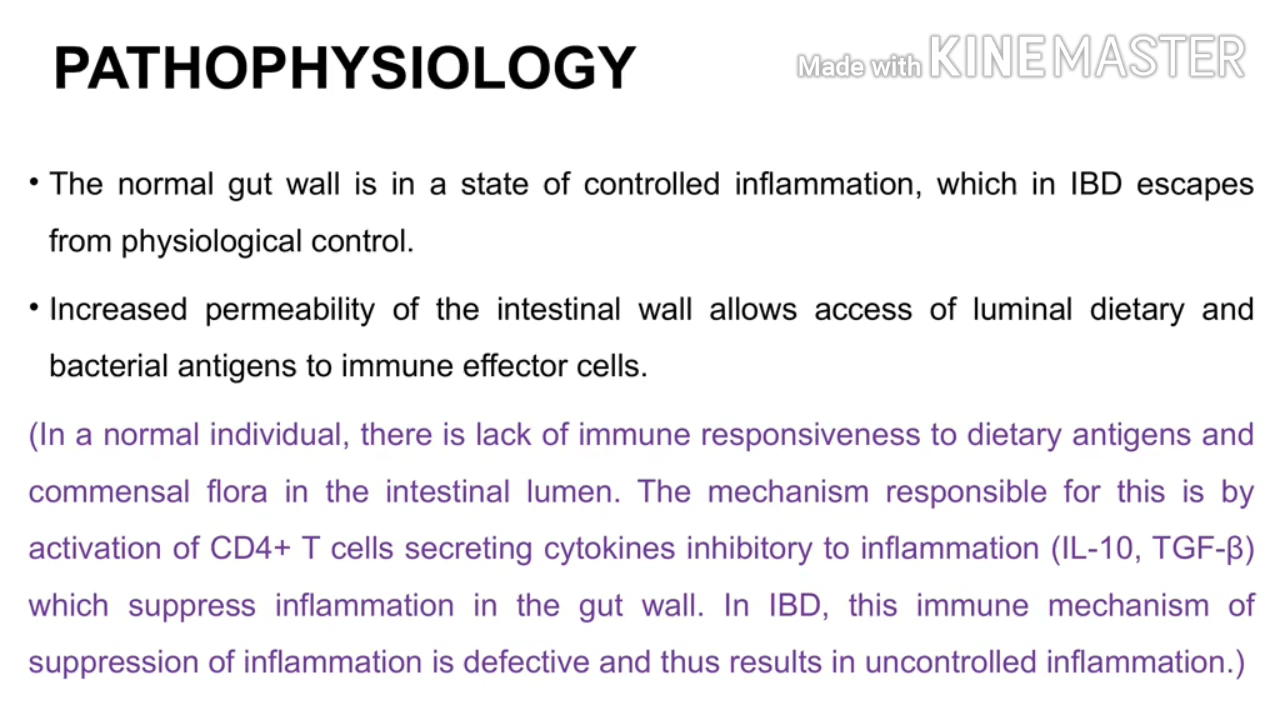 PATHOPHYSIOLOGY
Made with KINEMASTER
• The normal gut wall is in a state of controlled inflammation, which in IBD escapes
from physiological control.
• Increased permeability of the intestinal wall allows access of luminal dietary and
bacterial antigens to immune effector cells.
(In a normal individual, there is lack of immune responsiveness to dietary antigens and
commensal flora in the intestinal lumen. The mechanism responsible for this is by
activation of CD4+ T cells secreting cytokines inhibitory to inflammation (IL-10, TGF-β)
which suppress inflammation in the gut wall. In IBD, this immune mechanism of
suppression of inflammation is defective and thus results in uncontrolled inflammation.)